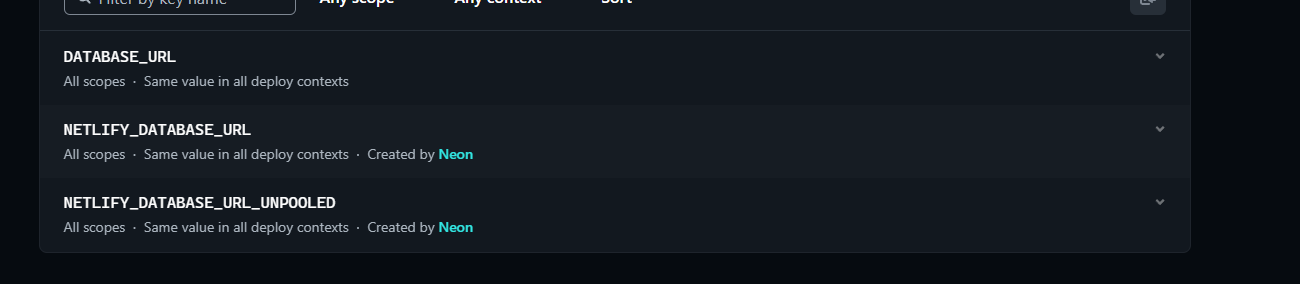 Filter by key name Any scope Any context Sort
DATABASE_URL
All scopes · Same value in all deploy contexts
NETLIFY_DATABASE_URL
All scopes · Same value in all deploy contexts · Created by Neon
NETLIFY_DATABASE_URL_UNPOOLED
All scopes · Same value in all deploy contexts · Created by Neon